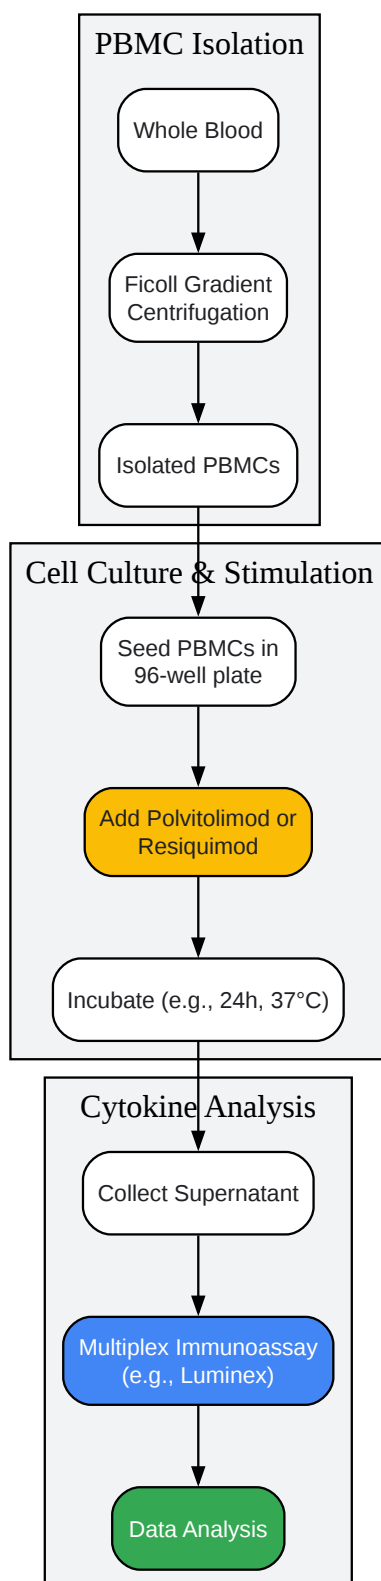 PBMC Isolation
Whole Blood
Ficoll Gradient
Centrifugation
Isolated PBMCs
Cell Culture & Stimulation
Seed PBMCs in
96-well plate
Add Polvitolimod or
Resiquimod
Incubate (e.g., 24h, 37°C)
Cytokine Analysis
Collect Supernatant
Multiplex Immunoassay
(e.g., Luminex)
Data Analysis